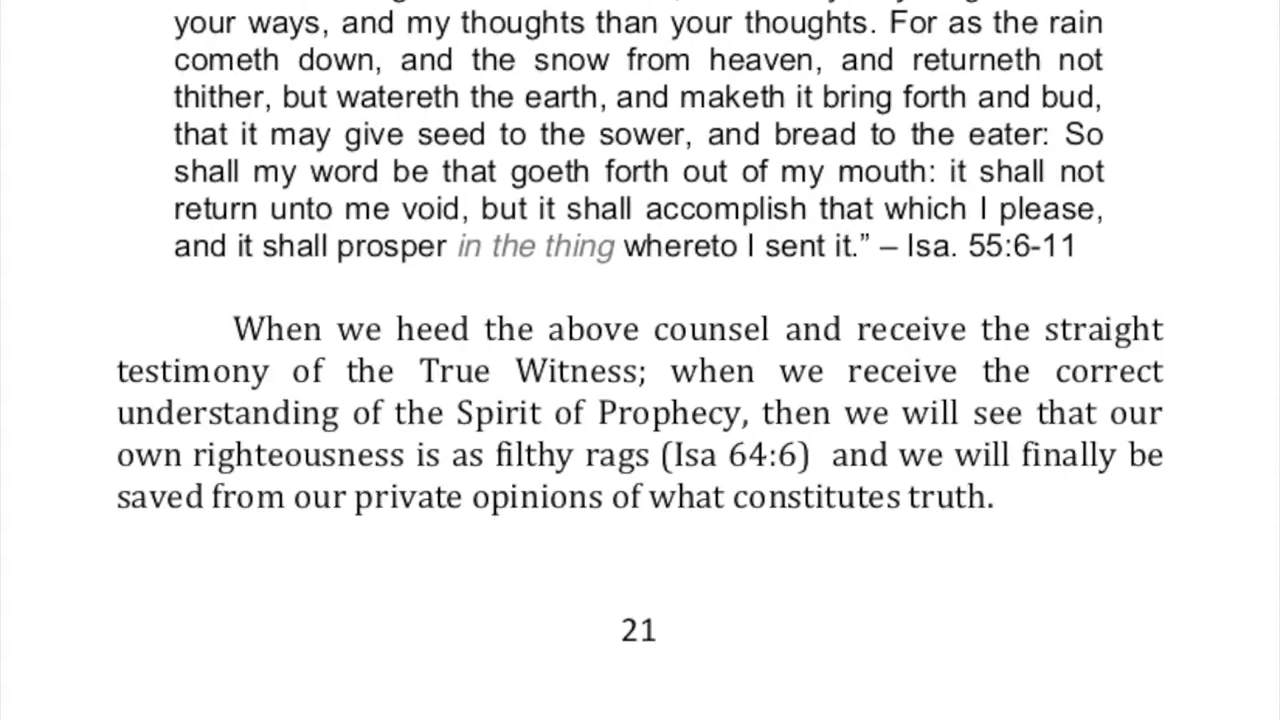 your ways, and my thoughts than your thoughts. For as the rain
cometh down, and the snow from heaven, and returneth not
thither, but watereth the earth, and maketh it bring forth and bud,
that it may give seed to the sower, and bread to the eater: So
shall my word be that goeth forth out of my mouth: it shall not
return unto me void, but it shall accomplish that which I please,
and it shall prosper in the thing whereto I sent it.” – Isa. 55:6-11
When we heed the above counsel and receive the straight
testimony of the True Witness; when we receive the correct
understanding of the Spirit of Prophecy, then we will see that our
own righteousness is as filthy rags (Isa 64:6)  and we will finally be
saved from our private opinions of what constitutes truth.
21